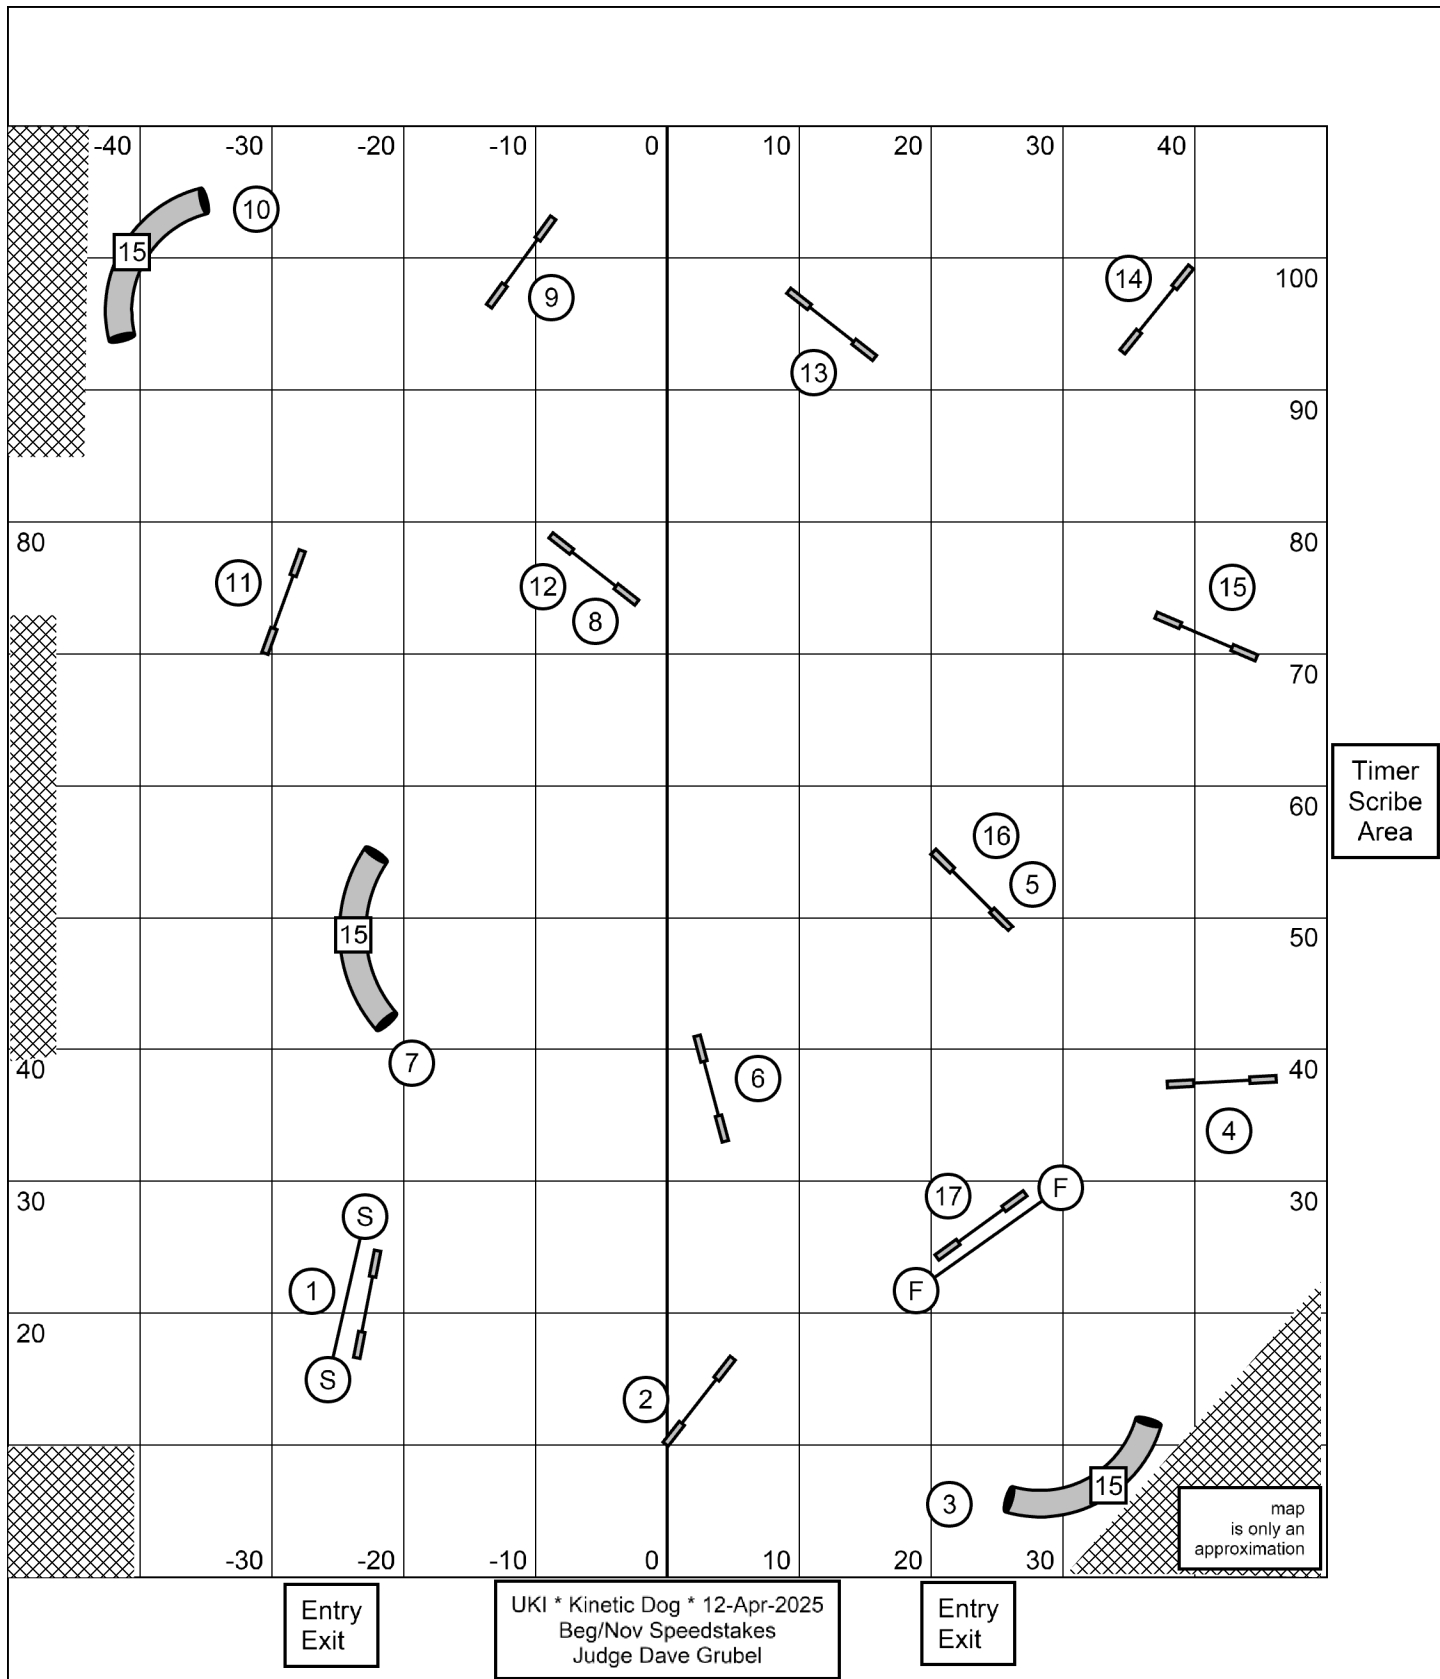 -40 -30 -20 -10 0 10 20 30 40
10
15
9
14
100
13
90
80 80
15
11
12
8
70
Timer
Scribe
Area
60
16
5
15
50
7
6
40 40
4
30 17 F 30
S
1
F
20
S
2
15
3
map
is only an
approximation
-30 -20 -10 0 10 20 30
Entry
Exit
UKI * Kinetic Dog * 12-Apr-2025
Beg/Nov Speedstakes
Judge Dave Grubel
Entry
Exit